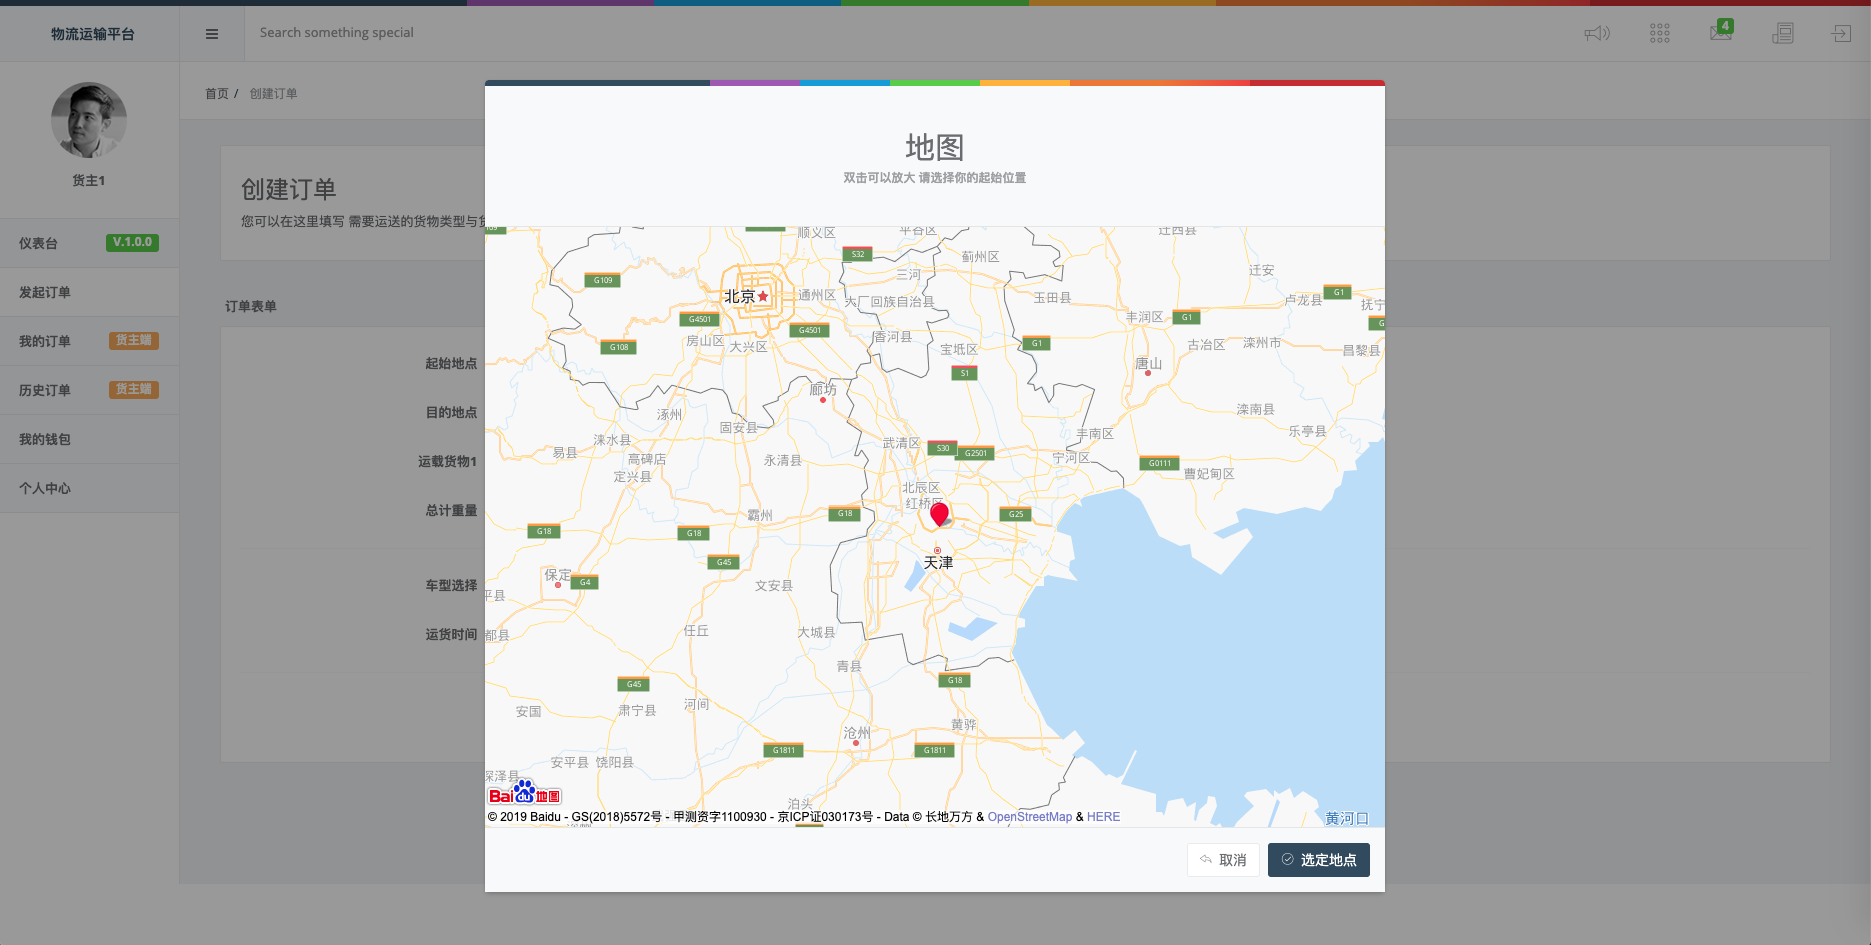 物流运输平台
Search something special
4
货主1
仪表台
V.1.0.0
发起订单
我的订单
货主端
历史订单
货主端
我的钱包
个人中心
首页 / 创建订单
创建订单
您可以在这里填写 需要运送的货物类型与
订单表单
起始地点
目的地点
运载货物1
总计重量
车型选择
运货时间
地图
双击可以放大 请选择你的起始位置
顺义区
平谷区
迁西县
S32
蓟州区
三河
迁安
G109
北京
通州区
大厂回族自治县
玉田县
卢龙县
G1
抚宁
G4501
G4501
丰润区
G1
G
房山区
大兴区
香河县
G108
宝坻区
G1
古冶区
滦州市
昌黎县
S1
唐山
廊坊
涿州
固安县
滦南县
乐亭县
涞水县
武清区
S30
G2501
丰南区
易县
高碑店
永清县
宁河区
G0111
定兴县
曹妃甸区
北辰区
红桥区
霸州
G18
G25
G18
G18
天津
G45
保定
G4
文安县
平县
都县
任丘
大城县
青县
G45
G18
安国
肃宁县
河间
黄骅
沧州
G1811
G1811
安平县
饶阳县
深泽县
Bai du 地图
泊头
© 2019 Baidu - GS(2018)5572号 - 甲测资字1100930 - 京ICP证030173号 - Data © 长地万方 & OpenStreetMap & HERE
黄河口
取消
选定地点